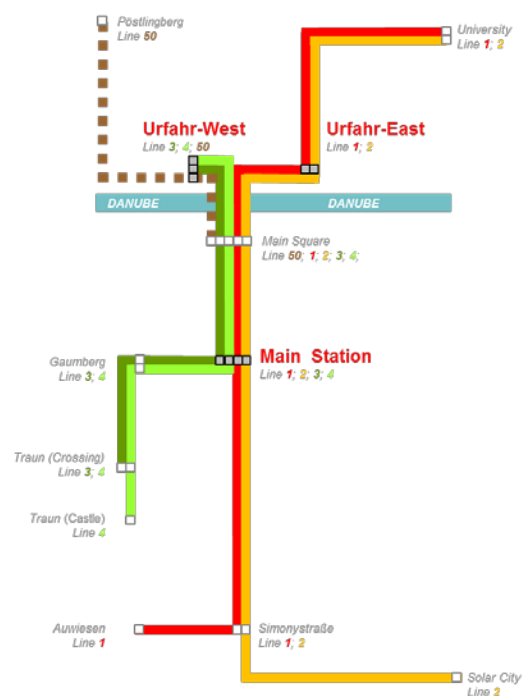 Pöstlingberg
Line 50
University
Line 1; 2
Urfahr-West
Line 3; 4; 50
Urfahr-East
Line 1; 2
DANUBE
DANUBE
Main Square
Line 50; 1; 2; 3; 4;
Main Station
Line 1; 2; 3; 4
Gaumberg
Line 3; 4
Traun (Crossing)
Line 3; 4
Traun (Castle)
Line 4
Auwiesen
Line 1
Simonystraße
Line 1; 2
Solar City
Line 2